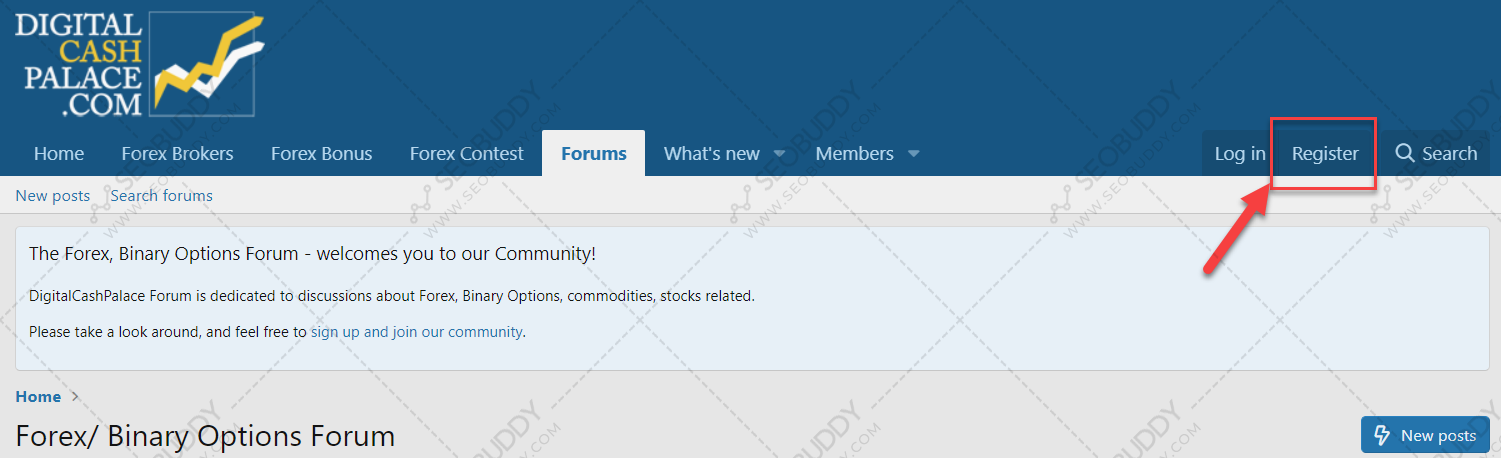 DIGITAL
CASH
PALACE
.COM
Home Forex Brokers Forex Bonus Forex Contest Forums What's new Members Log in Register Search
New posts Search forums
The Forex, Binary Options Forum - welcomes you to our Community!
DigitalCashPalace Forum is dedicated to discussions about Forex, Binary Options, commodities, stocks related.
Please take a look around, and feel free to sign up and join our community.
Home
Forex/ Binary Options Forum
New posts
SEOBUDDY
WWW.SEOBUDDY.COM